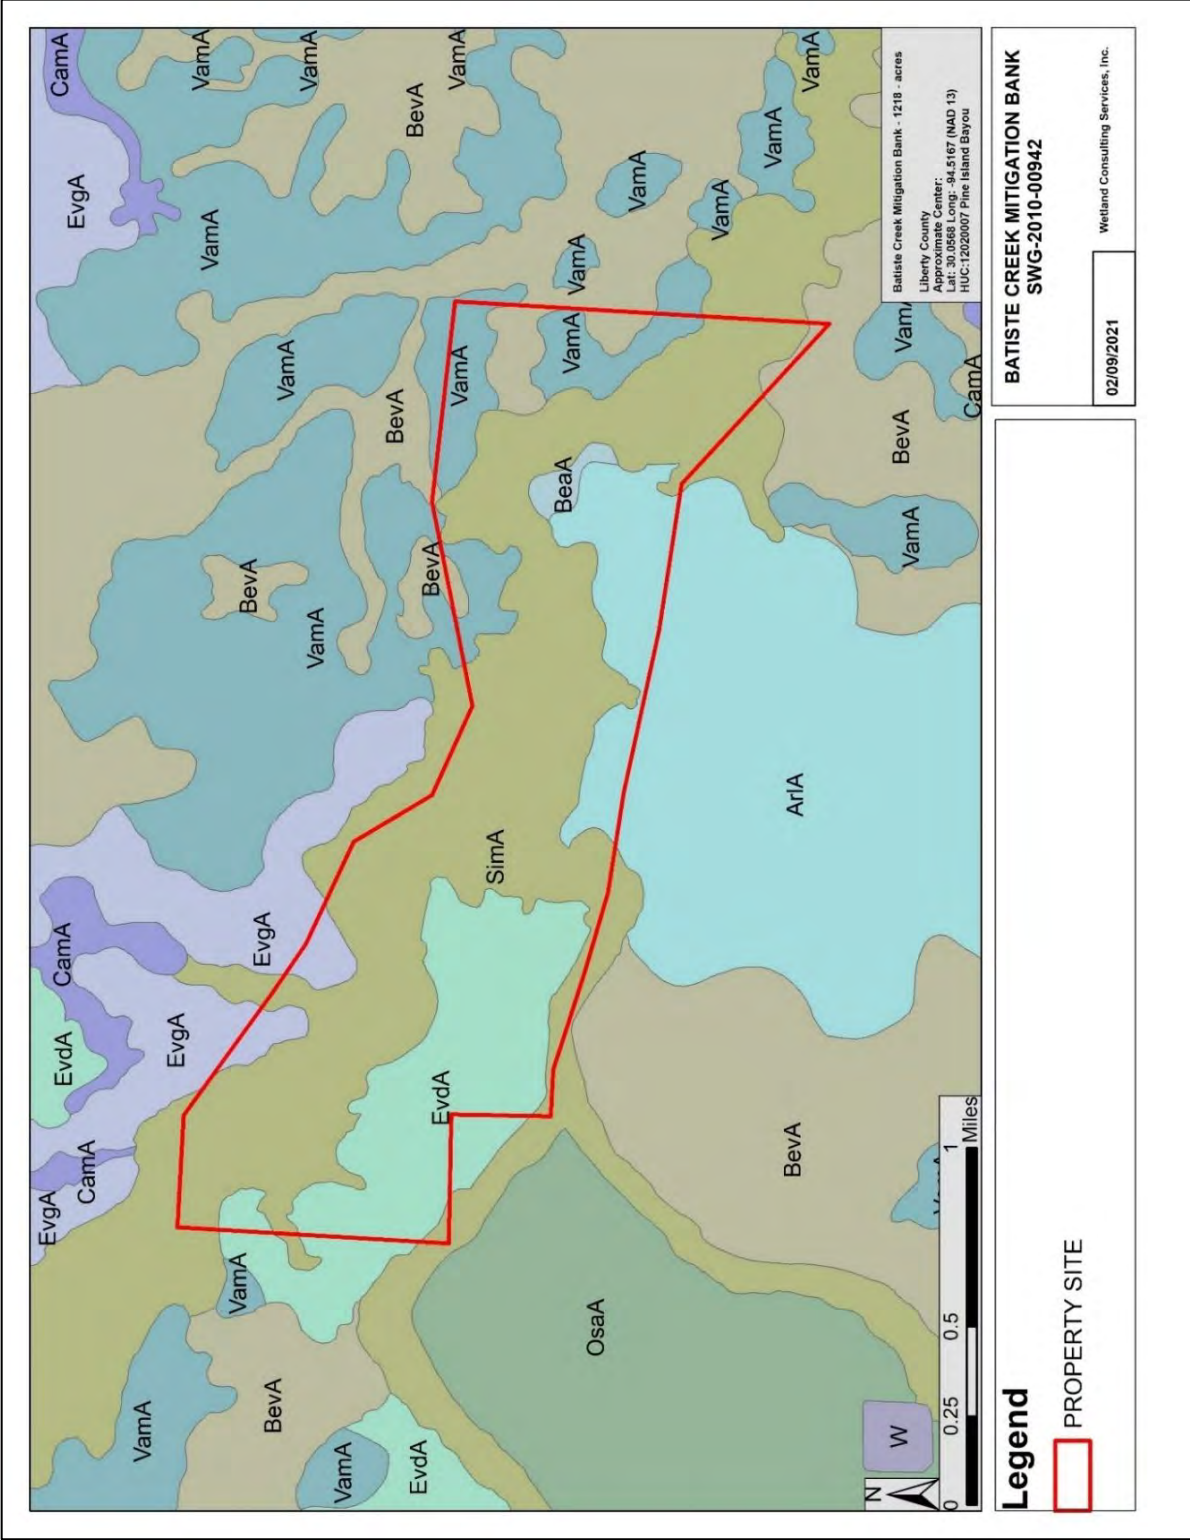 EvgA
CamA
EvdA
CamA
CamA
EvgA
VamA
EvgA
VamA
VamA
VamA
EvgA
BevA
BevA
VamA
VamA
VamA
VamA
BevA
BevA
EvdA
EvdA
BevA
VamA
VamA
SimA
BeaA
VamA
VamA
OsaA
VamA
VamA
VamA
BevA
ArlA
VamA
W
VamA
BevA
VamA
CamA
N
0 0.25 0.5 1
Miles
Batiste Creek Mitigation Bank - 1218 - acres
Liberty County
Approximate Center:
Lat: 30.0568 Long: -94.5167 (NAD 13)
HUC:12020007 Pine Island Bayou
Legend
PROPERTY SITE
BATISTE CREEK MITIGATION BANK
SWG-2010-00942
02/09/2021
Wetland Consulting Services, Inc.